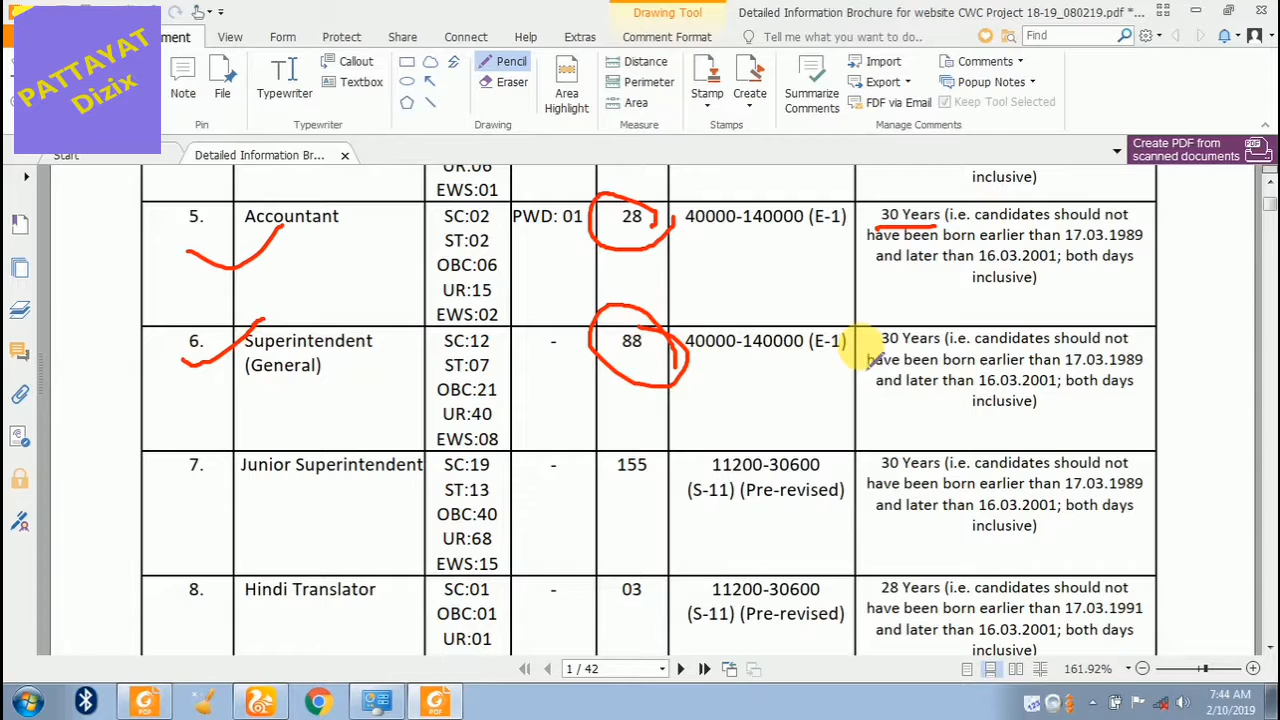 Drawing Tool
Detailed Information Brochure for website CWC Project 18-19_080219.pdf *...
PATTAYAT
Dizix
ment View Form Protect Share Connect Help Extras Comment Format Tell me what you want to do... Find
Note
File
Typewriter
Callout
Textbox
Pencil
Eraser
Area
Highlight
Distance
Perimeter
Area
Stamp
Create
Summarize
Comments
Import
Export
FDF via Email
Comments
Popup Notes
Keep Tool Selected
Pin Typewriter Drawing Measure Stamps Manage Comments
Start
Detailed Information Br...
Create PDF from
scanned documents
UR:06
EWS:01
inclusive)
5.
Accountant
SC:02
ST:02
OBC:06
UR:15
EWS:02
PWD: 01
28
40000-140000 (E-1)
30 Years (i.e. candidates should not
have been born earlier than 17.03.1989
and later than 16.03.2001; both days
inclusive)
6.
Superintendent
(General)
SC:12
ST:07
OBC:21
UR:40
EWS:08
-
88
40000-140000 (E-1)
30 Years (i.e. candidates should not
have been born earlier than 17.03.1989
and later than 16.03.2001; both days
inclusive)
7.
Junior Superintendent
SC:19
ST:13
OBC:40
UR:68
EWS:15
-
155
11200-30600
(S-11) (Pre-revised)
30 Years (i.e. candidates should not
have been born earlier than 17.03.1989
and later than 16.03.2001; both days
inclusive)
8.
Hindi Translator
SC:01
OBC:01
UR:01
-
03
11200-30600
(S-11) (Pre-revised)
28 Years (i.e. candidates should not
have been born earlier than 17.03.1991
and later than 16.03.2001; both days
inclusive)
1 / 42
161.92%
PDF
PDF
7:44 AM
2/10/2019